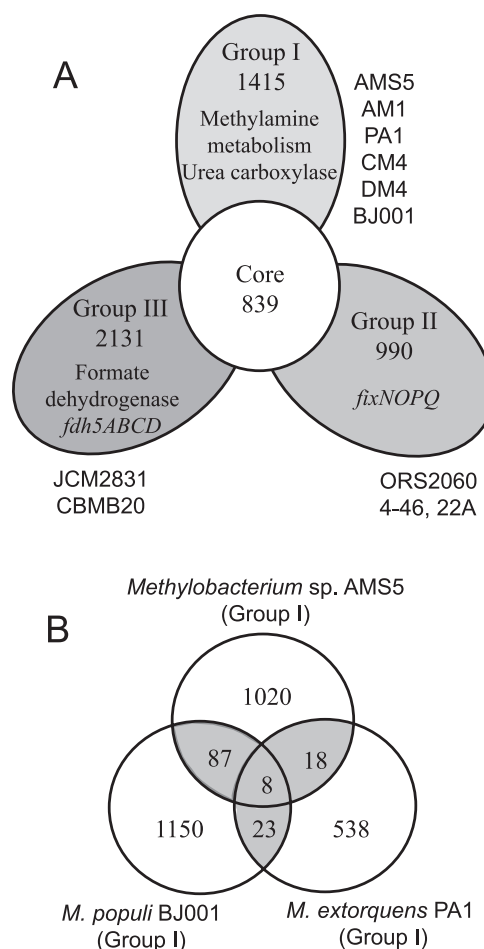 A
Group I
1415
Methylamine
metabolism
Urea carboxylase
AMS5
AM1
PA1
CM4
DM4
BJ001
Core
839
Group III
2131
Formate
dehydrogenase
fdh5ABCD
Group II
990
fixNOPQ
JCM2831
CBMB20
ORS2060
4-46, 22A
B
Methylobacterium sp. AMS5
(Group I)
1020
87
18
8
1150
23
538
M. populi BJ001
(Group I)
M. extorquens PA1
(Group I)